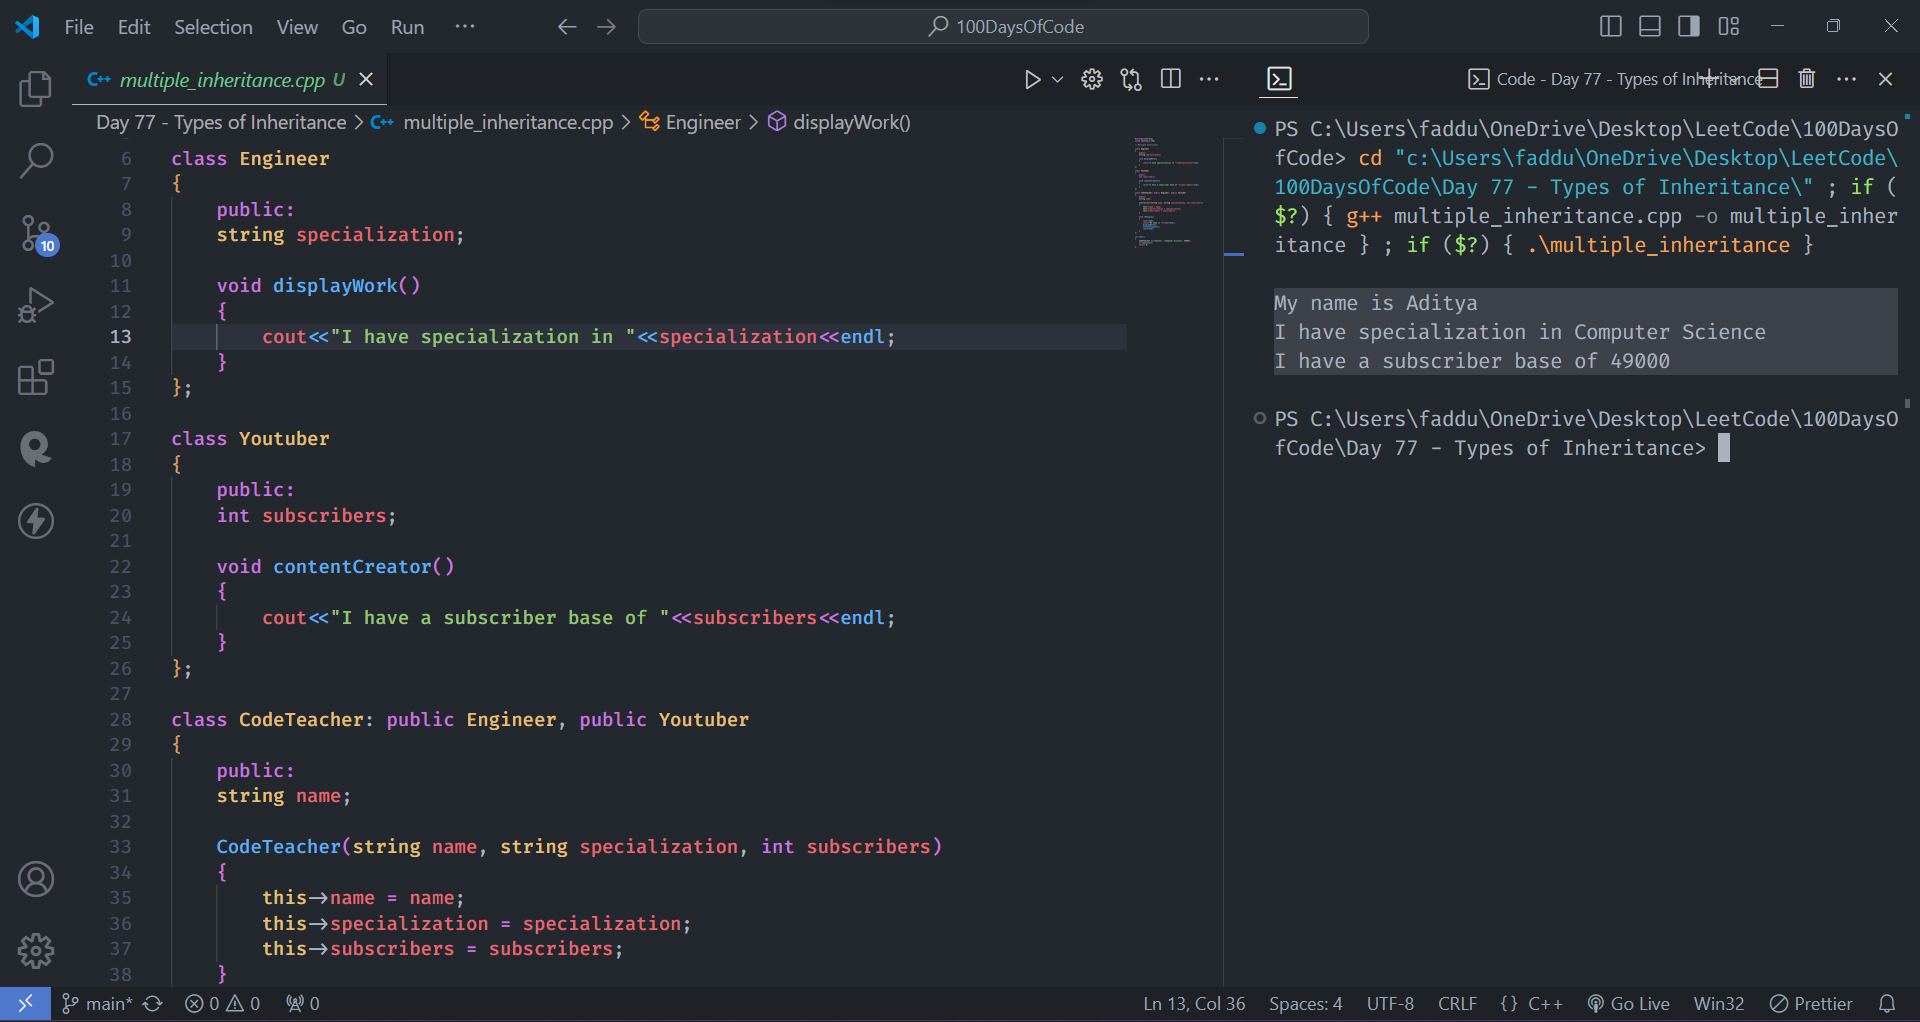 File Edit Selection View Go Run ··· 100DaysOfCode
C++ multiple_inheritance.cpp U
Day 77 - Types of Inheritance > C++ multiple_inheritance.cpp > Engineer > displayWork()
6 class Engineer
7 {
8 public:
9 string specialization;
10
11 void displayWork()
12 {
13 cout<<"I have specialization in "<<specialization<<endl;
14 }
15 };
16
17 class Youtuber
18 {
19 public:
20 int subscribers;
21
22 void contentCreator()
23 {
24 cout<<"I have a subscriber base of "<<subscribers<<endl;
25 }
26 };
27
28 class CodeTeacher: public Engineer, public Youtuber
29 {
30 public:
31 string name;
32
33 CodeTeacher(string name, string specialization, int subscribers)
34 {
35 this->name = name;
36 this->specialization = specialization;
37 this->subscribers = subscribers;
38 }
Code - Day 77 - Types of Inheritance
PS C:\Users\faddu\OneDrive\Desktop\LeetCode\100DaysO
fCode> cd "c:\Users\faddu\OneDrive\Desktop\LeetCode\
100DaysOfCode\Day 77 - Types of Inheritance\" ; if (
$?) { g++ multiple_inheritance.cpp -o multiple_inher
itance } ; if ($?) { .\multiple_inheritance }
My name is Aditya
I have specialization in Computer Science
I have a subscriber base of 49000
PS C:\Users\faddu\OneDrive\Desktop\LeetCode\100DaysO
fCode\Day 77 - Types of Inheritance>
10
main* 0 0 0 Ln 13, Col 36 Spaces: 4 UTF-8 CRLF {} C++ Go Live Win32 Prettier